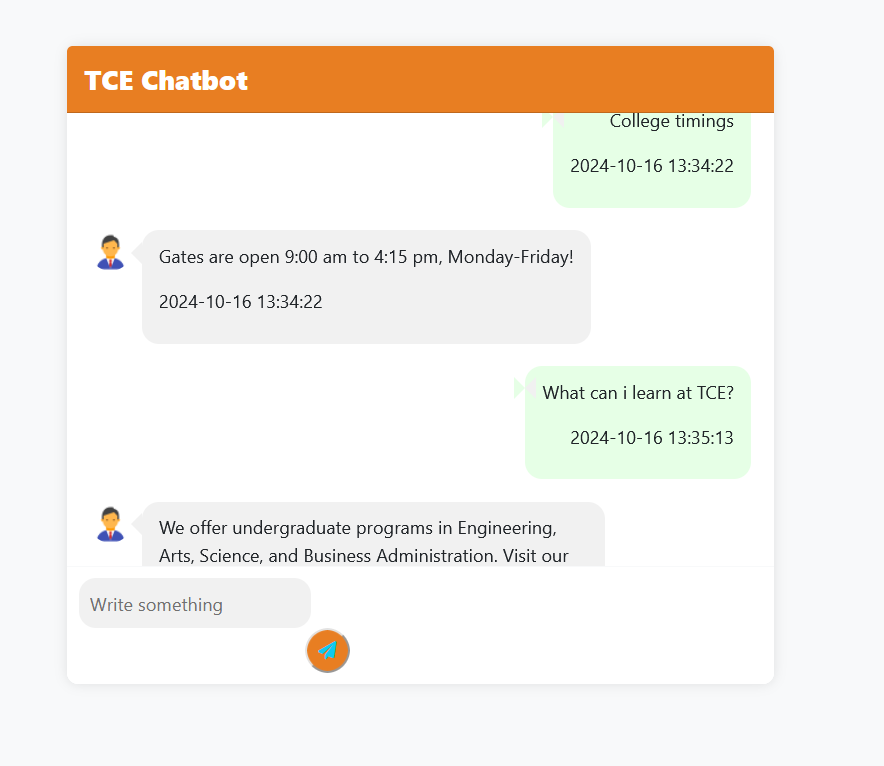 TCE Chatbot
College timings
2024-10-16 13:34:22
Gates are open 9:00 am to 4:15 pm, Monday-Friday!
2024-10-16 13:34:22
What can i learn at TCE?
2024-10-16 13:35:13
We offer undergraduate programs in Engineering,
Arts, Science, and Business Administration. Visit our
Write something